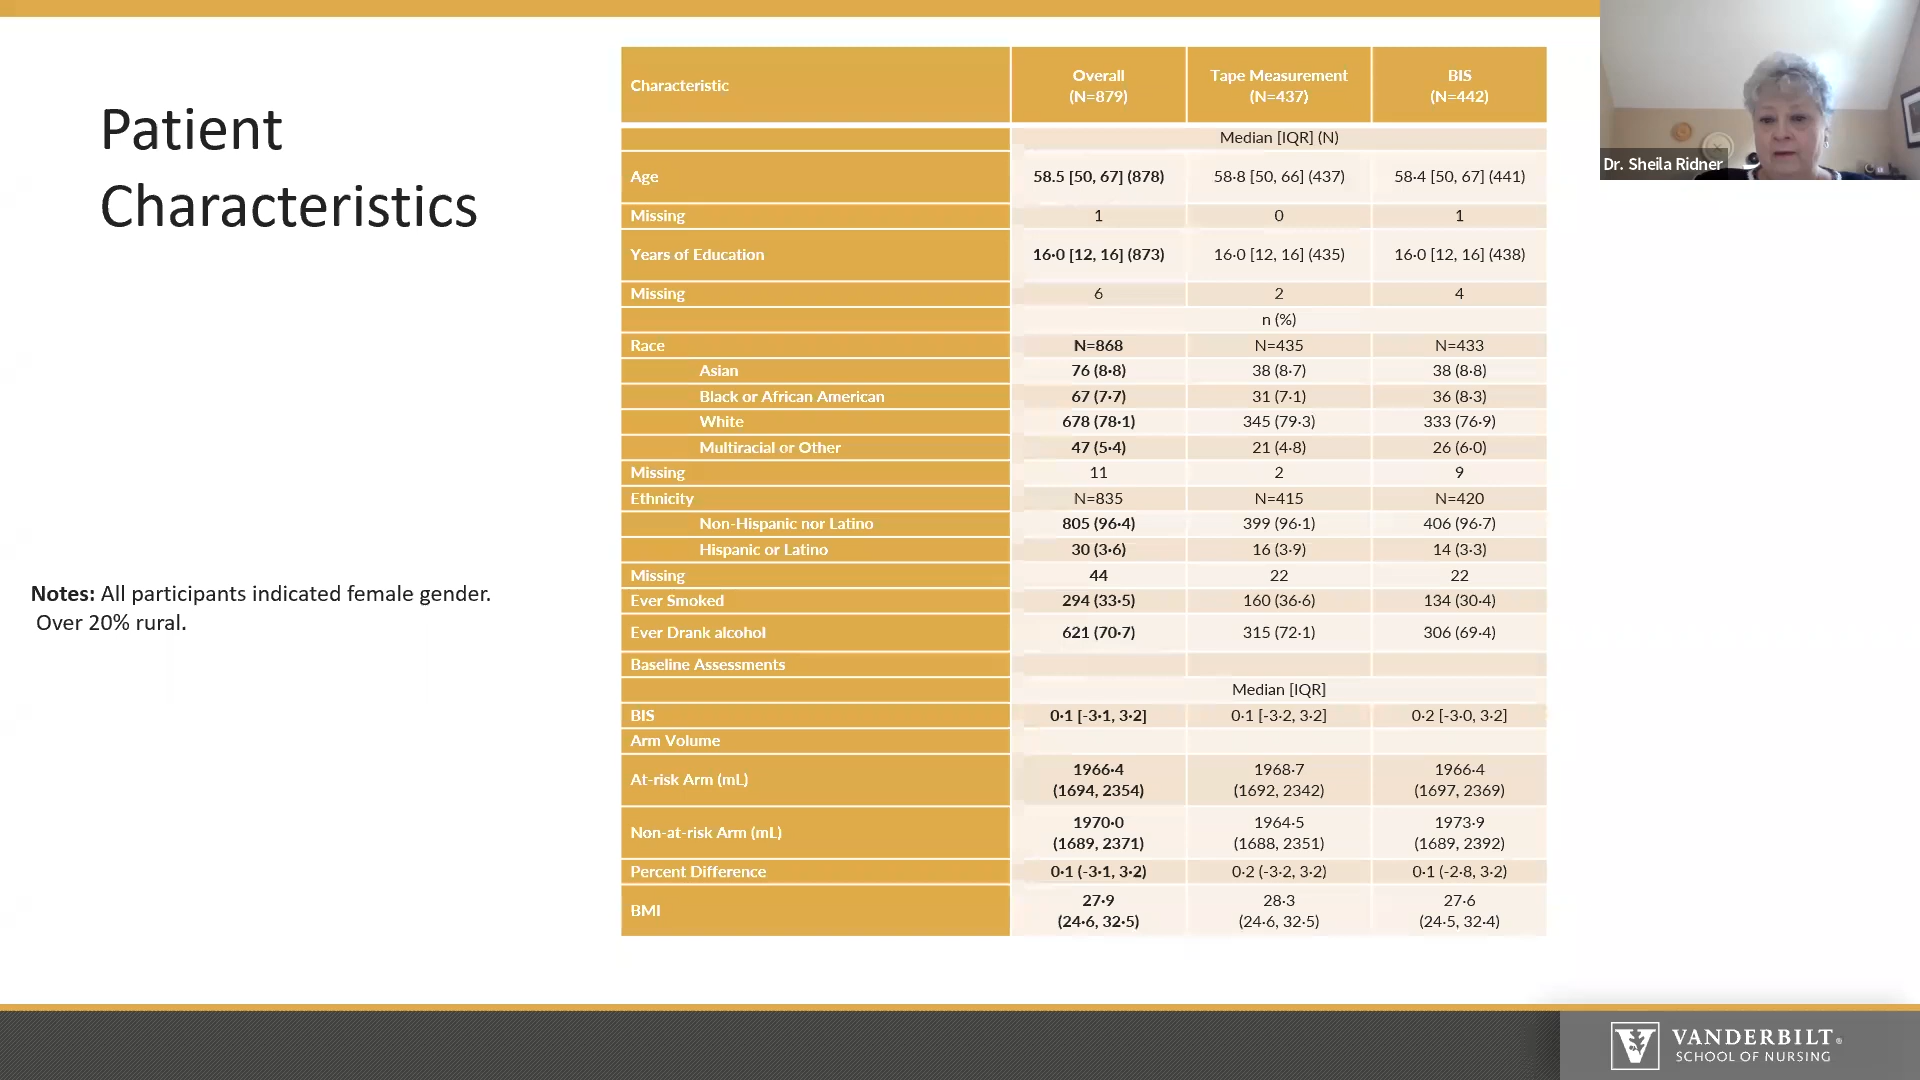 Patient
Characteristics
Notes: All participants indicated female gender.
Over 20% rural.
Characteristic Overall (N=879) Tape Measurement (N=437) BIS (N=442)
Median [IQR] (N)
Age 58.5 [50, 67] (878) 58·8 [50, 66] (437) 58·4 [50, 67] (441)
Missing 1 0 1
Years of Education 16·0 [12, 16] (873) 16·0 [12, 16] (435) 16·0 [12, 16] (438)
Missing 6 2 4
n (%)
Race N=868 N=435 N=433
Asian 76 (8·8) 38 (8·7) 38 (8·8)
Black or African American 67 (7·7) 31 (7·1) 36 (8·3)
White 678 (78·1) 345 (79·3) 333 (76·9)
Multiracial or Other 47 (5·4) 21 (4·8) 26 (6·0)
Missing 11 2 9
Ethnicity N=835 N=415 N=420
Non-Hispanic nor Latino 805 (96·4) 399 (96·1) 406 (96·7)
Hispanic or Latino 30 (3·6) 16 (3·9) 14 (3·3)
Missing 44 22 22
Ever Smoked 294 (33·5) 160 (36·6) 134 (30·4)
Ever Drank alcohol 621 (70·7) 315 (72·1) 306 (69·4)
Baseline Assessments
Median [IQR]
BIS 0·1 [-3·1, 3·2] 0·1 [-3·2, 3·2] 0·2 [-3·0, 3·2]
Arm Volume
At-risk Arm (mL) 1966·4 (1694, 2354) 1968·7 (1692, 2342) 1966·4 (1697, 2369)
Non-at-risk Arm (mL) 1970·0 (1689, 2371) 1964·5 (1688, 2351) 1973·9 (1689, 2392)
Percent Difference 0·1 (-3·1, 3·2) 0·2 (-3·2, 3·2) 0·1 (-2·8, 3·2)
BMI 27·9 (24·6, 32·5) 28·3 (24·6, 32·5) 27·6 (24·5, 32·4)
Dr. Sheila Ridner
VANDERBILT®
SCHOOL OF NURSING